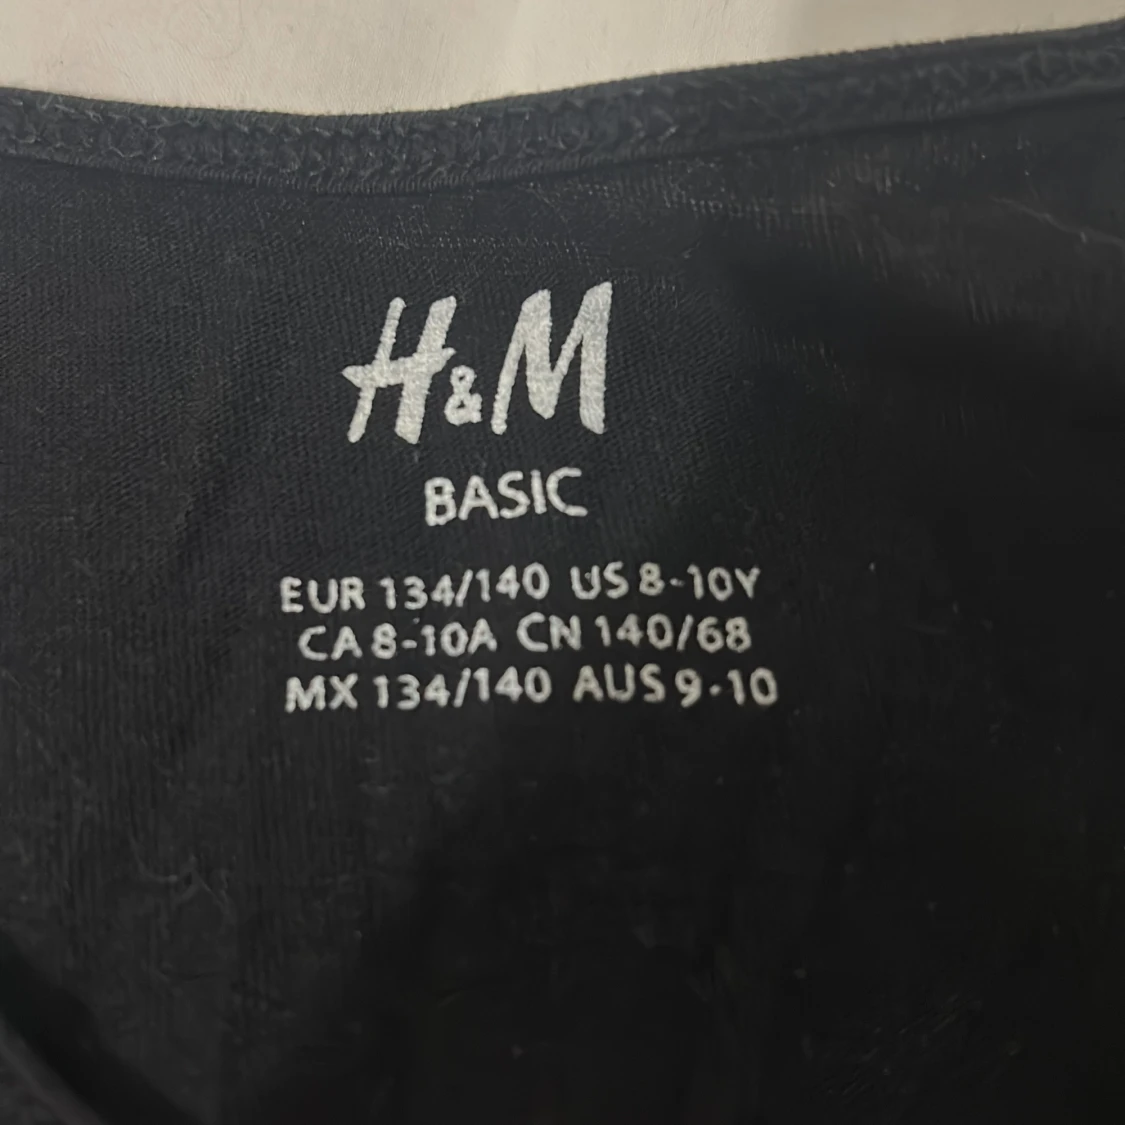 H&M
BASIC
EUR 134/140 US 8-10Y
CA 8-10A CN 140/68
MX 134/140 AUS 9-10